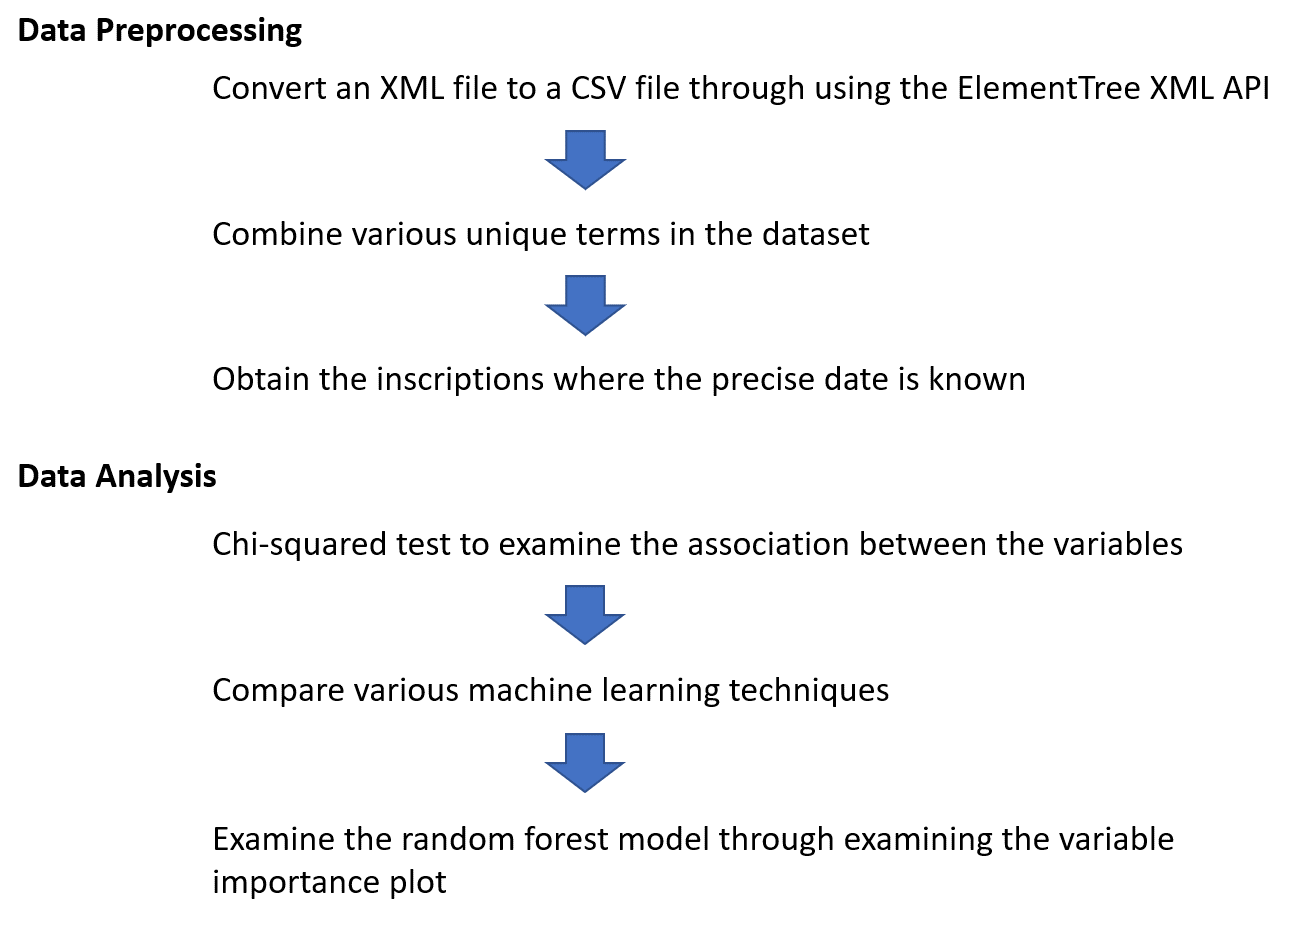 Data Preprocessing
Convert an XML file to a CSV file through using the ElementTree XML API
Combine various unique terms in the dataset
Obtain the inscriptions where the precise date is known
Data Analysis
Chi-squared test to examine the association between the variables
Compare various machine learning techniques
Examine the random forest model through examining the variable
importance plot